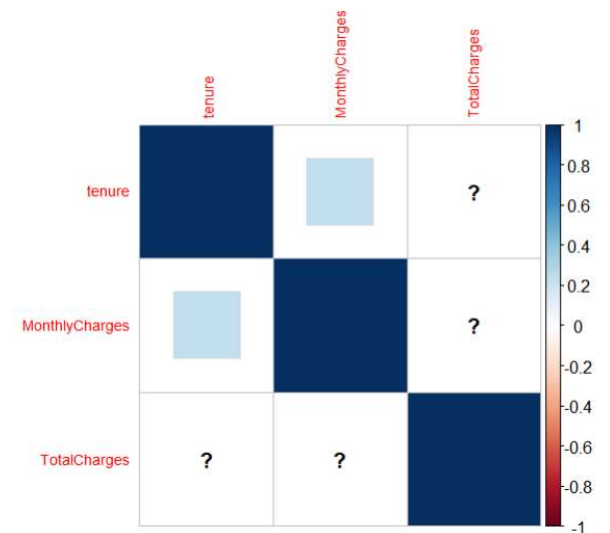 tenure
MonthlyCharges
TotalCharges
tenure ? 1
0.8
0.6
0.4
0.2
MonthlyCharges ? 0
-0.2
-0.4
TotalCharges ? ? -0.6
-0.8
-1